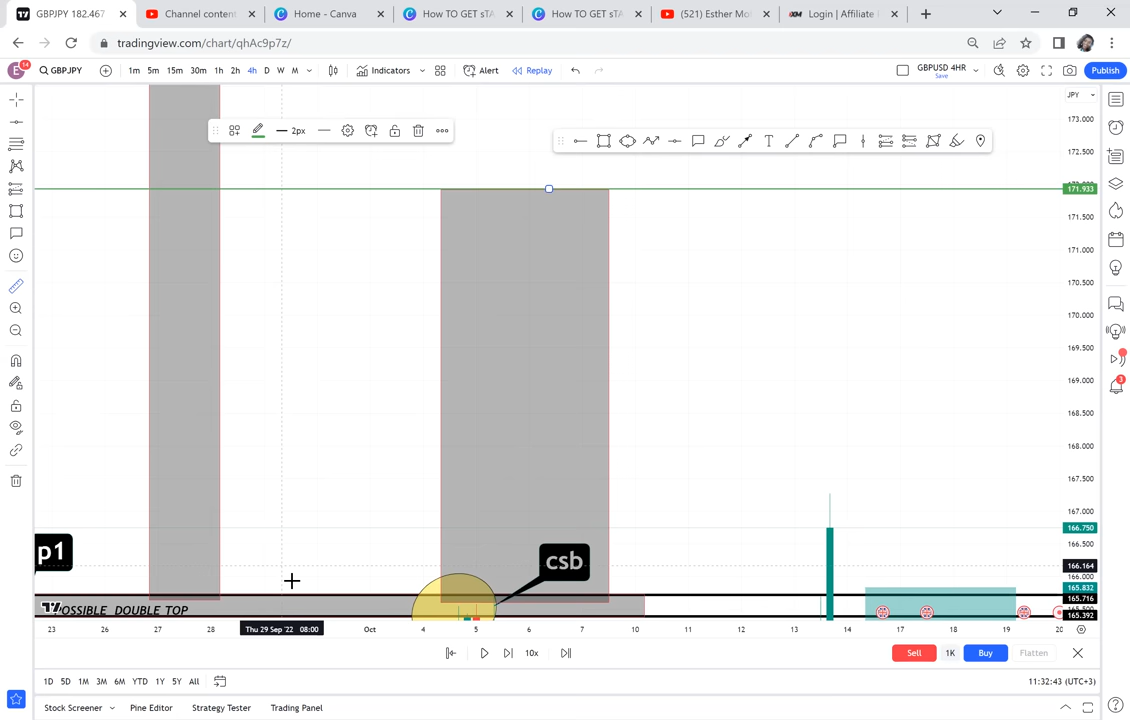 GBPJPY 182.467
Channel content
Home - Canva
How TO GET sTA
How TO GET sTA
(521) Esther Mo
Login | Affiliate
tradingview.com/chart/qhAc9p7z/
E
14
GBPJPY
1m 5m 15m 30m 1h 2h 4h D W M
Indicators
Alert
Replay
GBPUSD 4HR
Save
Publish
2px
JPY
173.000
172.500
171.933
171.500
171.000
170.500
170.000
169.500
169.000
168.500
168.000
167.500
167.000
166.750
166.500
166.164
166.000
165.832
165.716
165.392
3
p1
csb
POSSIBLE DOUBLE TOP
23 26 27 28 Thu 29 Sep '22 08:00 Oct 4 5 6 7 10 11 12 13 14 17 18 19 20
10x
Sell 1K Buy Flatten
1D 5D 1M 3M 6M YTD 1Y 5Y All
11:32:43 (UTC+3)
Stock Screener Pine Editor Strategy Tester Trading Panel